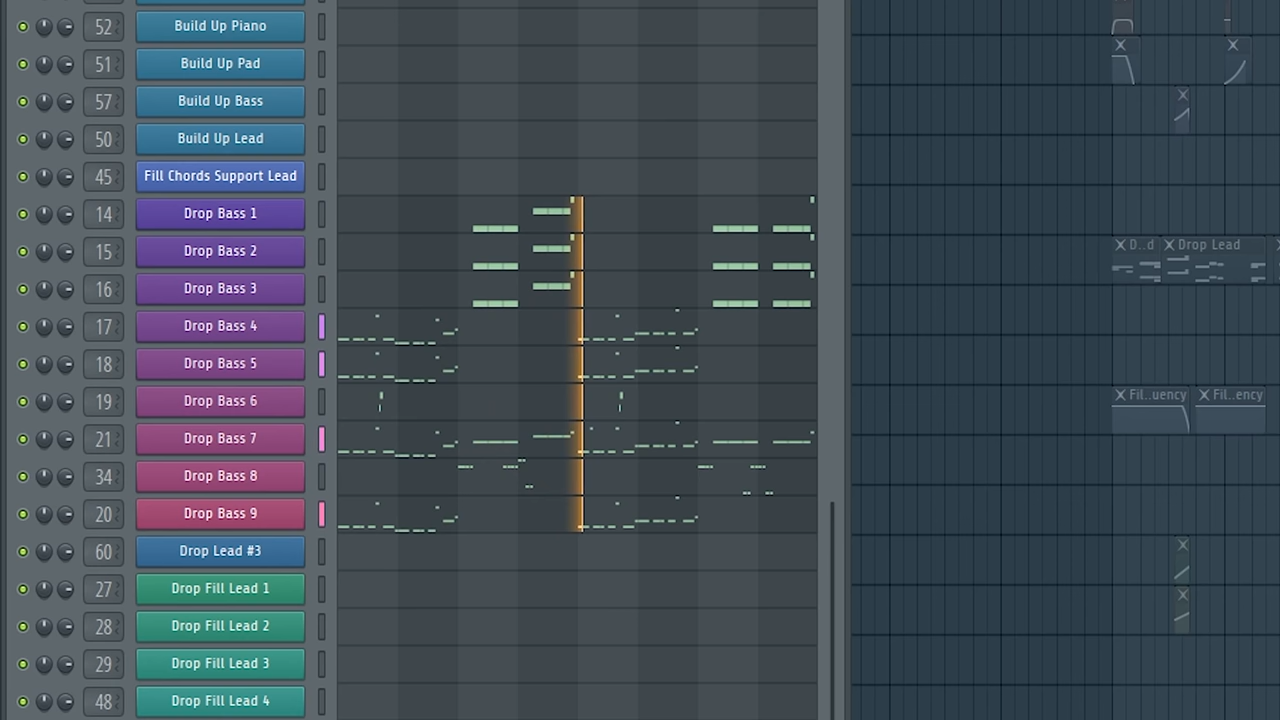 52 Build Up Piano
51 Build Up Pad
57 Build Up Bass
50 Build Up Lead
45 Fill Chords Support Lead
14 Drop Bass 1
15 Drop Bass 2
16 Drop Bass 3
17 Drop Bass 4
18 Drop Bass 5
19 Drop Bass 6
21 Drop Bass 7
34 Drop Bass 8
20 Drop Bass 9
60 Drop Lead #3
27 Drop Fill Lead 1
28 Drop Fill Lead 2
29 Drop Fill Lead 3
48 Drop Fill Lead 4
D..d Drop Lead
Fil..uency Fil..ency